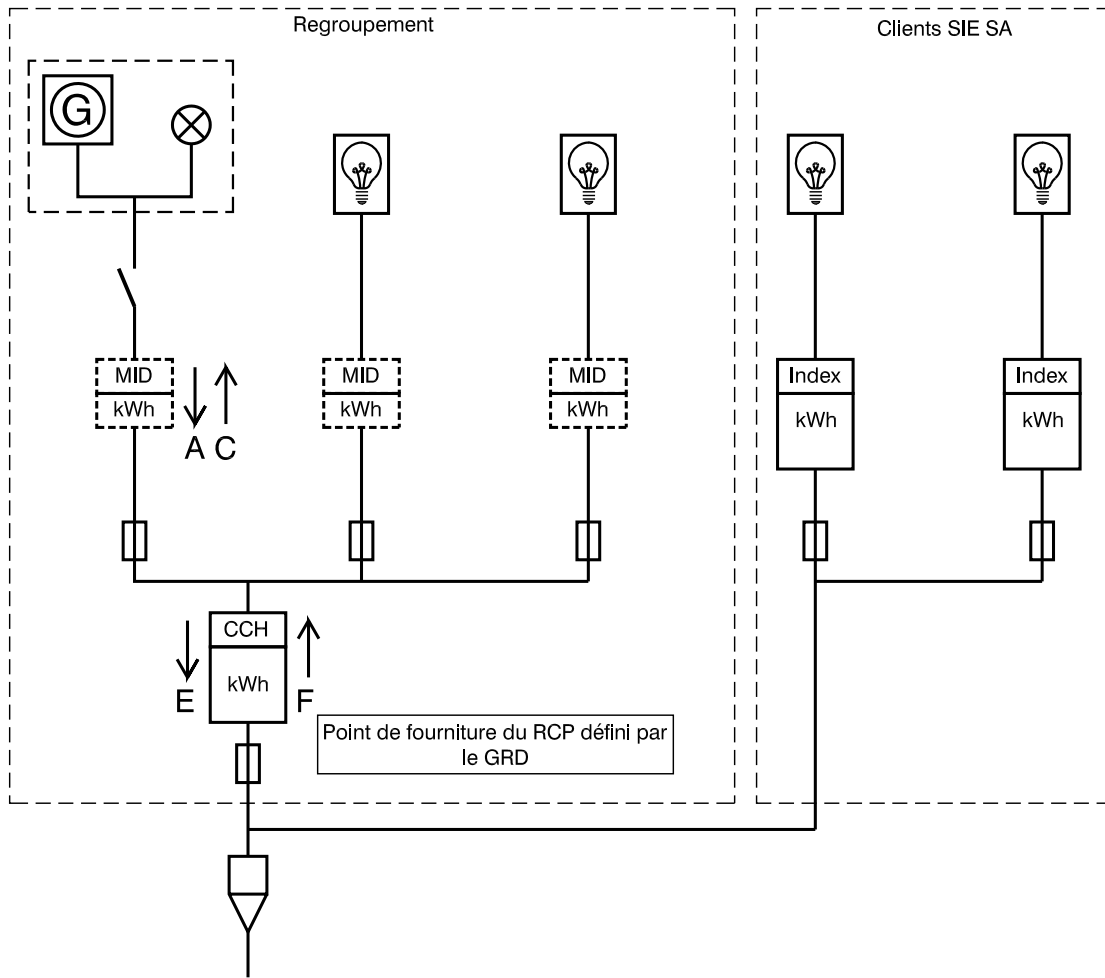 Regroupement
Clients SIE SA
G
MID
kWh
A C
MID
kWh
MID
kWh
Index
kWh
Index
kWh
CCH
kWh
E
F
Point de fourniture du RCP défini par
le GRD